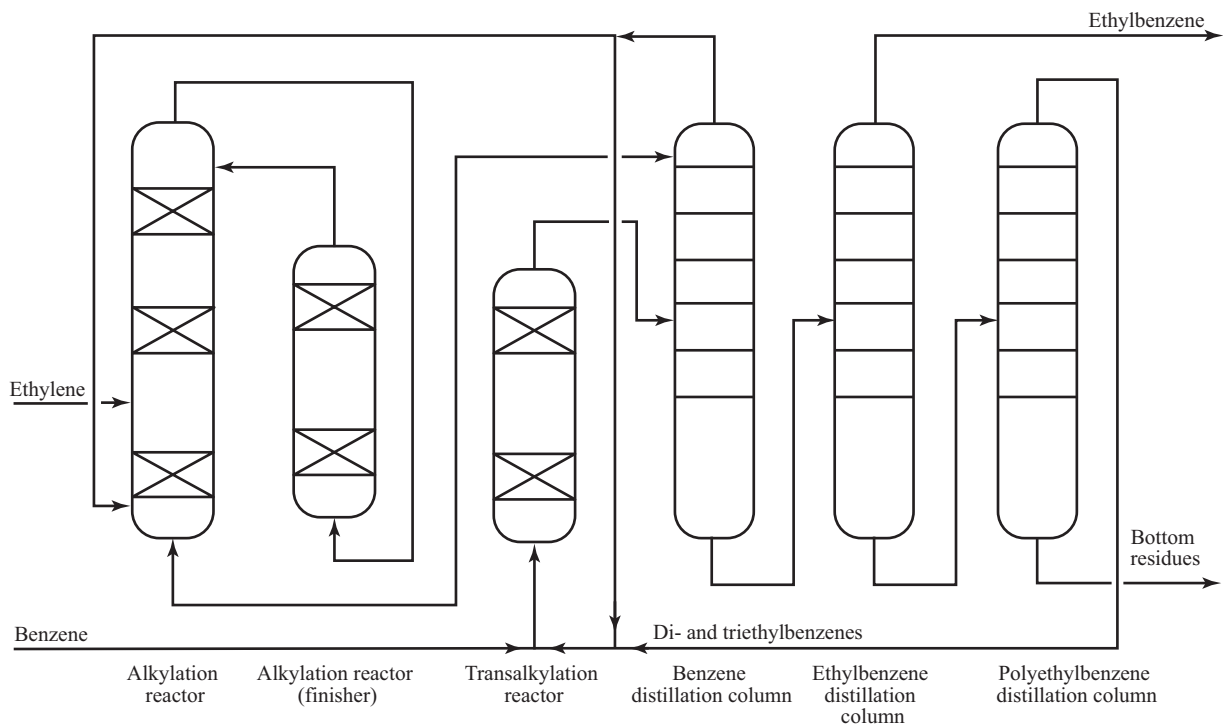 Ethylbenzene
Ethylene
Bottom
residues
Benzene
Di- and triethylbenzenes
Alkylation
reactor
Alkylation reactor
(finisher)
Transalkylation
reactor
Benzene
distillation column
Ethylbenzene
distillation
column
Polyethylbenzene
distillation column